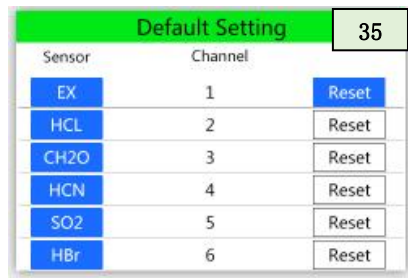 Default Setting 35
Sensor Channel
EX 1 Reset
HCL 2 Reset
CH2O 3 Reset
HCN 4 Reset
SO2 5 Reset
HBr 6 Reset